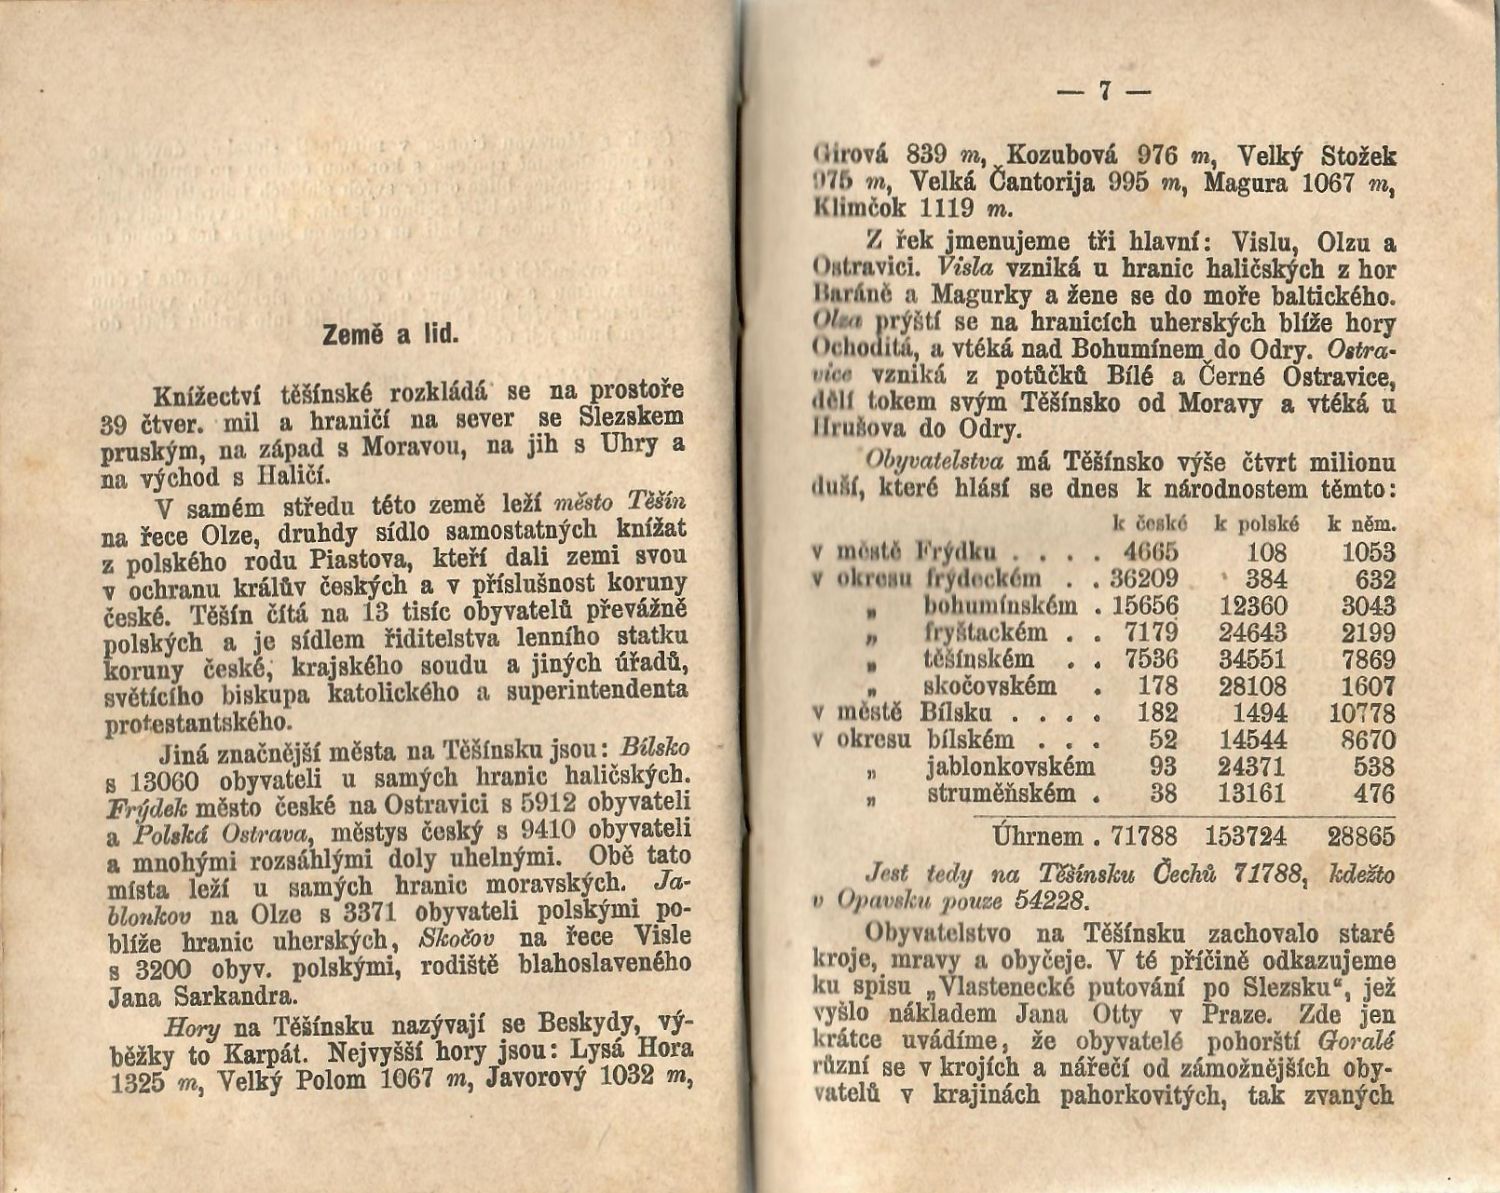 Země a lid.
Knížectví těšínské rozkládá se na prostoře
39 čtver. mil a hraničí na sever se Slezskem
pruským, na západ s Moravou, na jih s Uhry a
na východ s Haličí.
V samém středu této země leží město Těšín
na řece Olze, druhdy sídlo samostatných knížat
z polského rodu Piastova, kteří dali zemi svou
v ochranu králův českých a v příslušnost koruny
české. Těšín čítá na 13 tisíc obyvatelů převážně
polských a je sídlem řiditelstva lenního statku
koruny české, krajského soudu a jiných úřadů,
světícího biskupa katolického a superintendenta
protestantského.
Jiná značnější města na Těšínsku jsou: Bílsko
s 13060 obyvateli u samých hranic haličských.
Frýdek město české na Ostravici s 5912 obyvateli
a Polská Ostrava, městys český s 9410 obyvateli
a mnohými rozsáhlými doly uhelnými. Obě tato
místa leží u samých hranic moravských. Ja-
blonkov na Olze s 3371 obyvateli polskými po-
blíže hranic uherských, Skočov na řece Visle
s 3200 obyv. polskými, rodiště blahoslaveného
Jana Sarkandra.
Hory na Těšínsku nazývají se Beskydy, vý-
běžky to Karpát. Nejvyšší hory jsou: Lysá Hora
1325 m, Velký Polom 1067 m, Javorový 1032 m,
— 7 —
Girová 839 m, Kozubová 976 m, Velký Stožek
975 m, Velká Čantorija 995 m, Magura 1067 m,
Klimčok 1119 m.
Z řek jmenujeme tři hlavní: Vislu, Olzu a
Ostravici. Visla vzniká u hranic haličských z hor
Baráně a Magurky a žene se do moře baltického.
Olza prýští se na hranicích uherských blíže hory
Ochoditá, a vtéká nad Bohumínem do Odry. Ostra-
vice vzniká z potůčků Bílé a Černé Ostravice,
dělí tokem svým Těšínsko od Moravy a vtéká u
Hrušova do Odry.
Obyvatelstva má Těšínsko výše čtvrt milionu
duší, které hlásí se dnes k národnostem těmto:
k české k polské k něm.
v městě Frýdku . . . . 4665 108 1053
v okresu frýdeckém . . 36209 384 632
„ bohumínském . 15656 12360 3043
„ fryštackém . . 7179 24643 2199
„ těšínském . . 7536 34551 7869
„ skočovském . 178 28108 1607
v městě Bílsku . . . . 182 1494 10778
v okresu bílském . . . 52 14544 8670
„ jablonkovském 93 24371 538
„ struměňském . 38 13161 476
Úhrnem . 71788 153724 28865
Jest tedy na Těšínsku Čechů 71788, kdežto
v Opavsku pouze 54228.
Obyvatelstvo na Těšínsku zachovalo staré
kroje, mravy a obyčeje. V té příčině odkazujeme
ku spisu „Vlastenecké putování po Slezsku“, jež
vyšlo nákladem Jana Otty v Praze. Zde jen
krátce uvádíme, že obyvatelé pohorští Goralé
různí se v krojích a nářečí od zámožnějších oby-
vatelů v krajinách pahorkovitých, tak zvaných